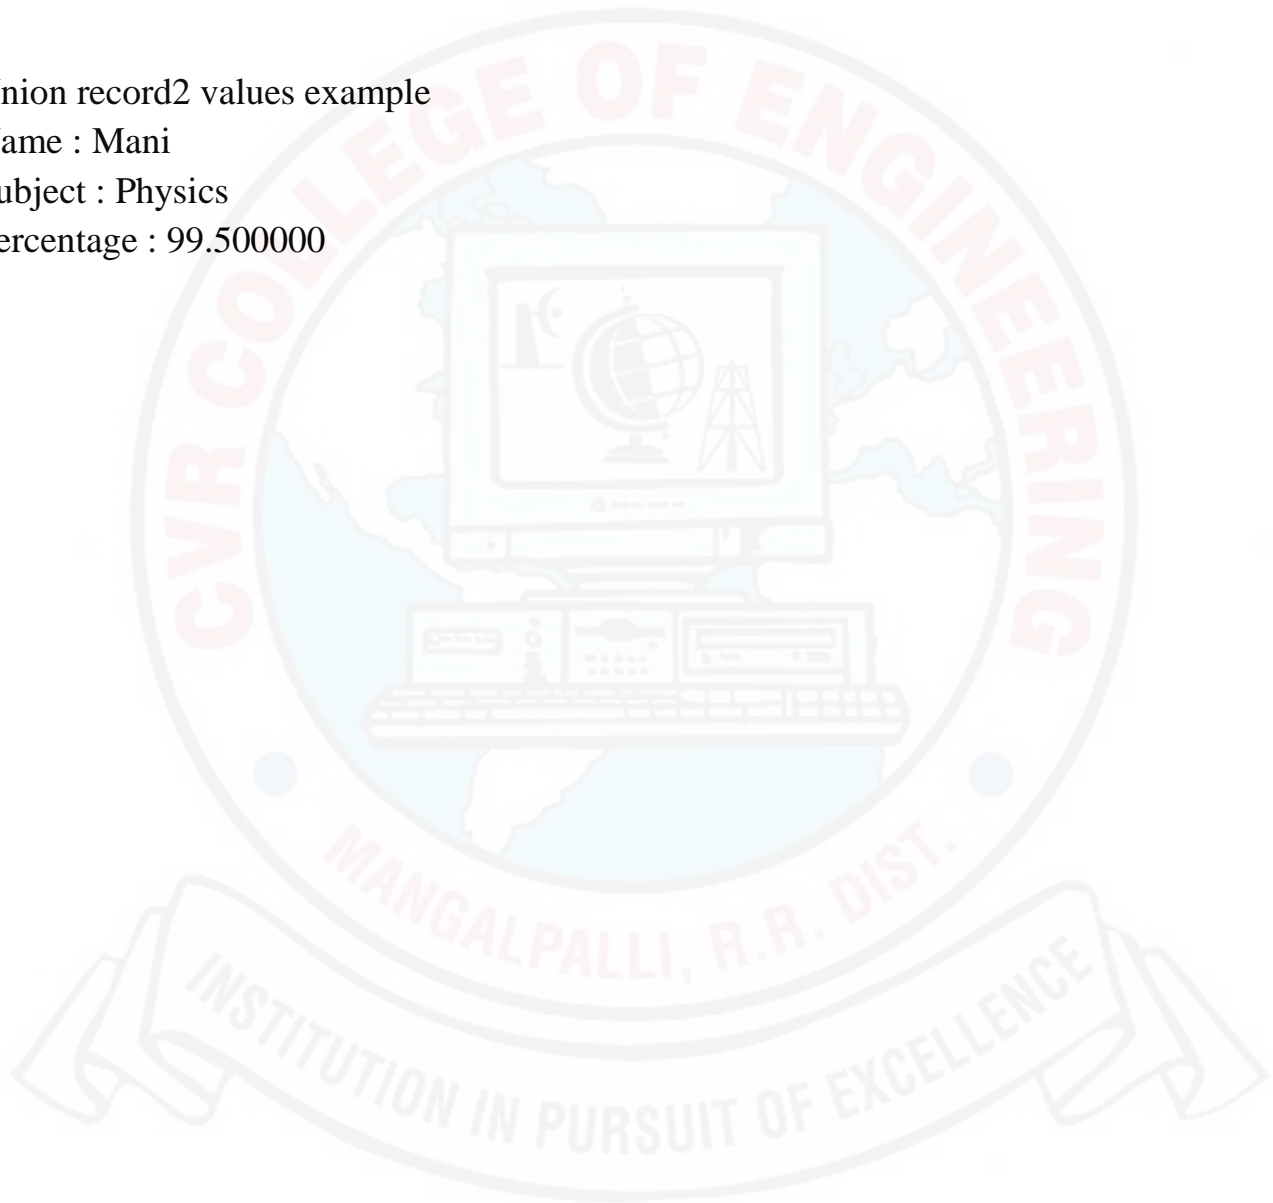 nion record2 values example
ame : Mani
ubject : Physics
ercentage : 99.500000
CVR COLLEGE OF ENGINEERING
MANGALPALLI, R.R. DIST.
INSTITUTION IN PURSUIT OF EXCELLENCE